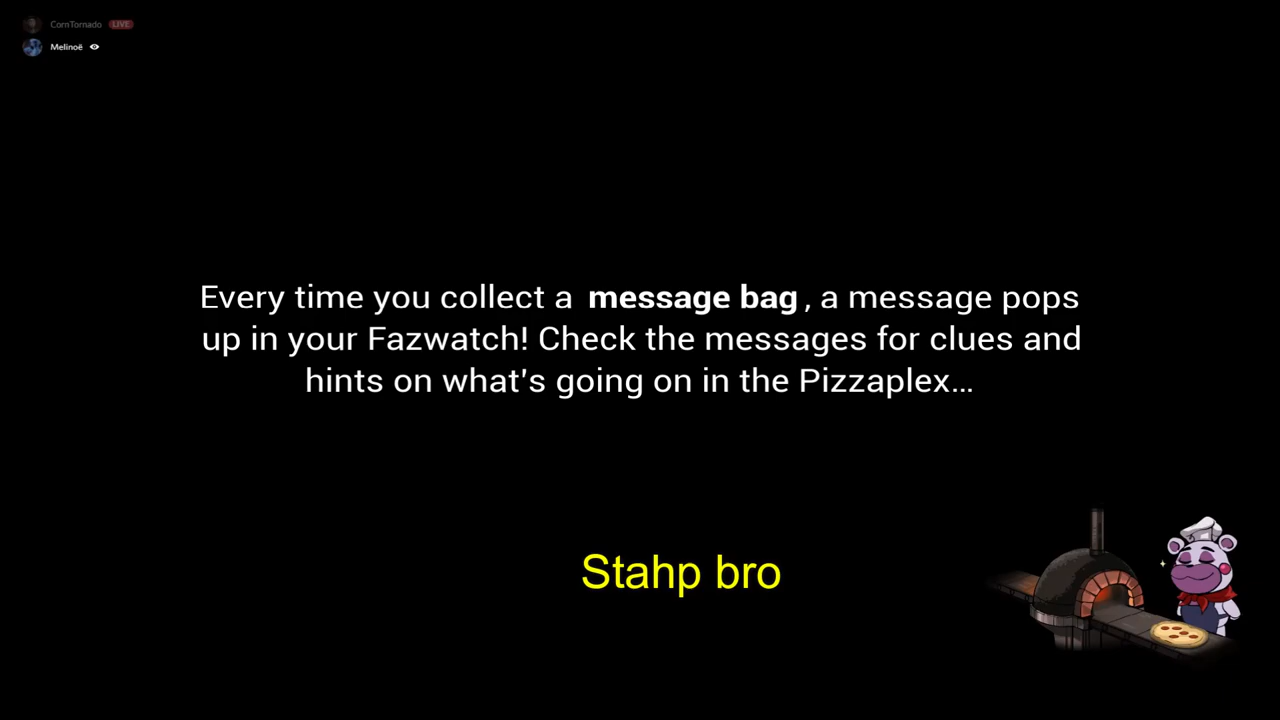 CornTornado LIVE
Melinoë
Every time you collect a message bag, a message pops
up in your Fazwatch! Check the messages for clues and
hints on what's going on in the Pizzaplex...
Stahp bro